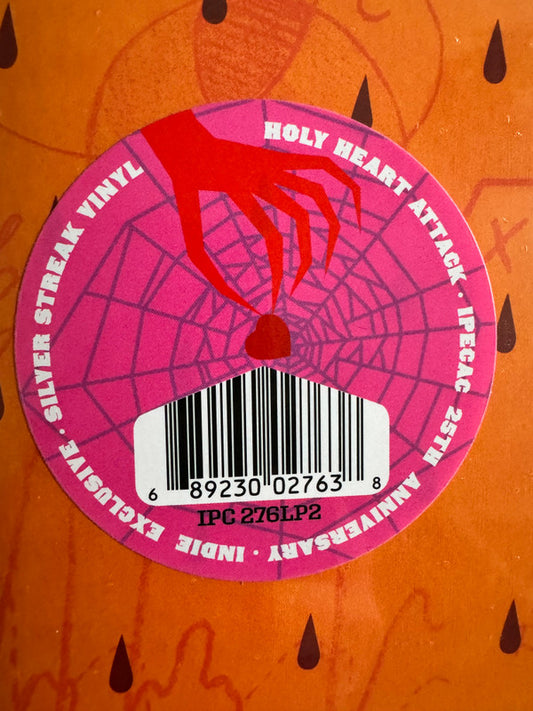 HOLY HEART ATTACK · IPECAC 25TH ANNIVERSARY · INDIE EXCLUSIVE · SILVER STREAK VINYL
6 89230 02763 8
IPC 276LP2